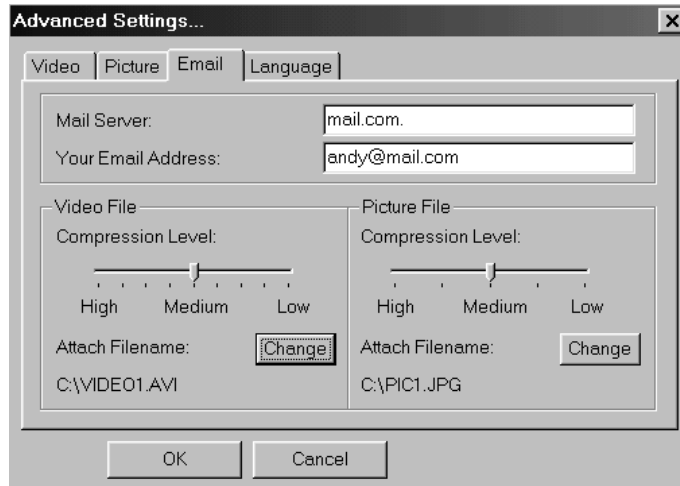 Advanced Settings...
Video Picture Email Language
Mail Server: mail.com.
Your Email Address: andy@mail.com
Video File
Compression Level:
High Medium Low
Attach Filename: Change
C:\VIDEO1.AVI
Picture File
Compression Level:
High Medium Low
Attach Filename: Change
C:\PIC1.JPG
OK Cancel